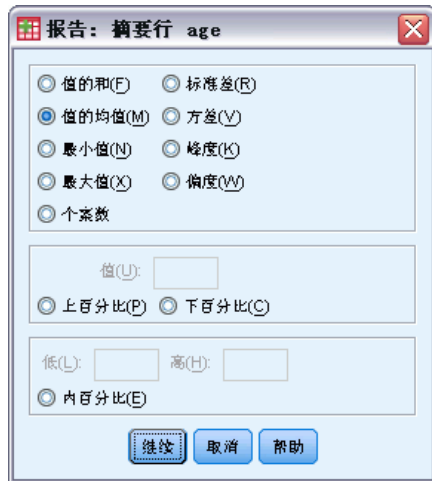 报告：摘要行 age
值的和(F) 标准差(R)
值的均值(M) 方差(V)
最小值(N) 峰度(K)
最大值(X) 偏度(W)
个案数
值(U):
上百分比(P) 下百分比(C)
低(L): 高(H):
内百分比(E)
继续 取消 帮助